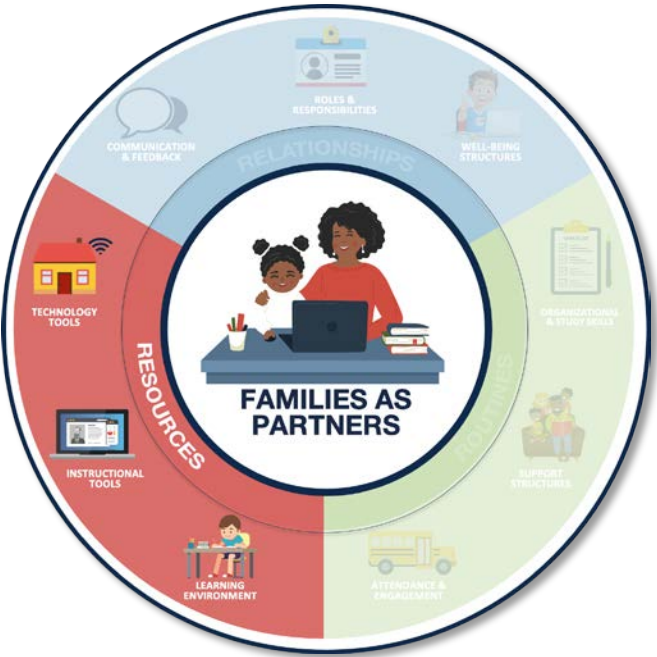 ROLES &
RESPONSIBILITIES
COMMUNICATION
& FEEDBACK
WELL-BEING
STRUCTURES
RELATIONSHIPS
TECHNOLOGY
TOOLS
ORGANIZATIONAL
& STUDY SKILLS
RESOURCES
ROUTINES
FAMILIES AS
PARTNERS
INSTRUCTIONAL
TOOLS
SUPPORT
STRUCTURES
LEARNING
ENVIRONMENT
ATTENDANCE &
ENGAGEMENT